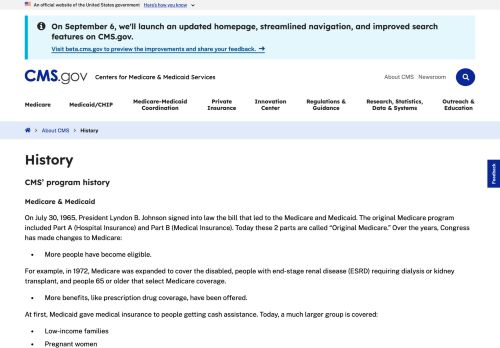 An official website of the United States government Here's how you know
On September 6, we'll launch an updated homepage, streamlined navigation, and improved search
features on CMS.gov.
Visit beta.cms.gov to preview the improvements and share your feedback. →
CMS.gov Centers for Medicare & Medicaid Services
About CMS Newsroom
Medicare Medicaid/CHIP Medicare-Medicaid Coordination Private Insurance Innovation Center Regulations & Guidance Research, Statistics, Data & Systems Outreach & Education
About CMS > History
Feedback
History
CMS' program history
Medicare & Medicaid
On July 30, 1965, President Lyndon B. Johnson signed into law the bill that led to the Medicare and Medicaid. The original Medicare program
included Part A (Hospital Insurance) and Part B (Medical Insurance). Today these 2 parts are called "Original Medicare." Over the years, Congress
has made changes to Medicare:
• More people have become eligible.
For example, in 1972, Medicare was expanded to cover the disabled, people with end-stage renal disease (ESRD) requiring dialysis or kidney
transplant, and people 65 or older that select Medicare coverage.
• More benefits, like prescription drug coverage, have been offered.
At first, Medicaid gave medical insurance to people getting cash assistance. Today, a much larger group is covered:
• Low-income families
• Pregnant women